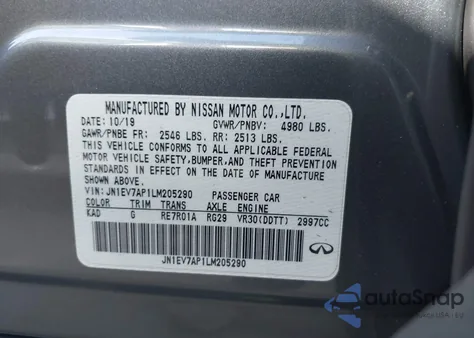 MANUFACTURED BY NISSAN MOTOR CO.,LTD.
DATE: 10/19 GVWR/PNBV: 4980 LBS.
GAWR/PNBE FR: 2546 LBS. RR: 2513 LBS.
THIS VEHICLE CONFORMS TO ALL APPLICABLE FEDERAL
MOTOR VEHICLE SAFETY, BUMPER, AND THEFT PREVENTION
STANDARDS IN EFFECT ON THE DATE OF MANUFACTURE
SHOWN ABOVE.
VIN: JN1EV7AP1LM205290 PASSENGER CAR
COLOR TRIM TRANS AXLE ENGINE
KAD G RE7R01A RG29 VR30(DDTT) 2997CC
JN1EV7AP1LM205290
autoSnap